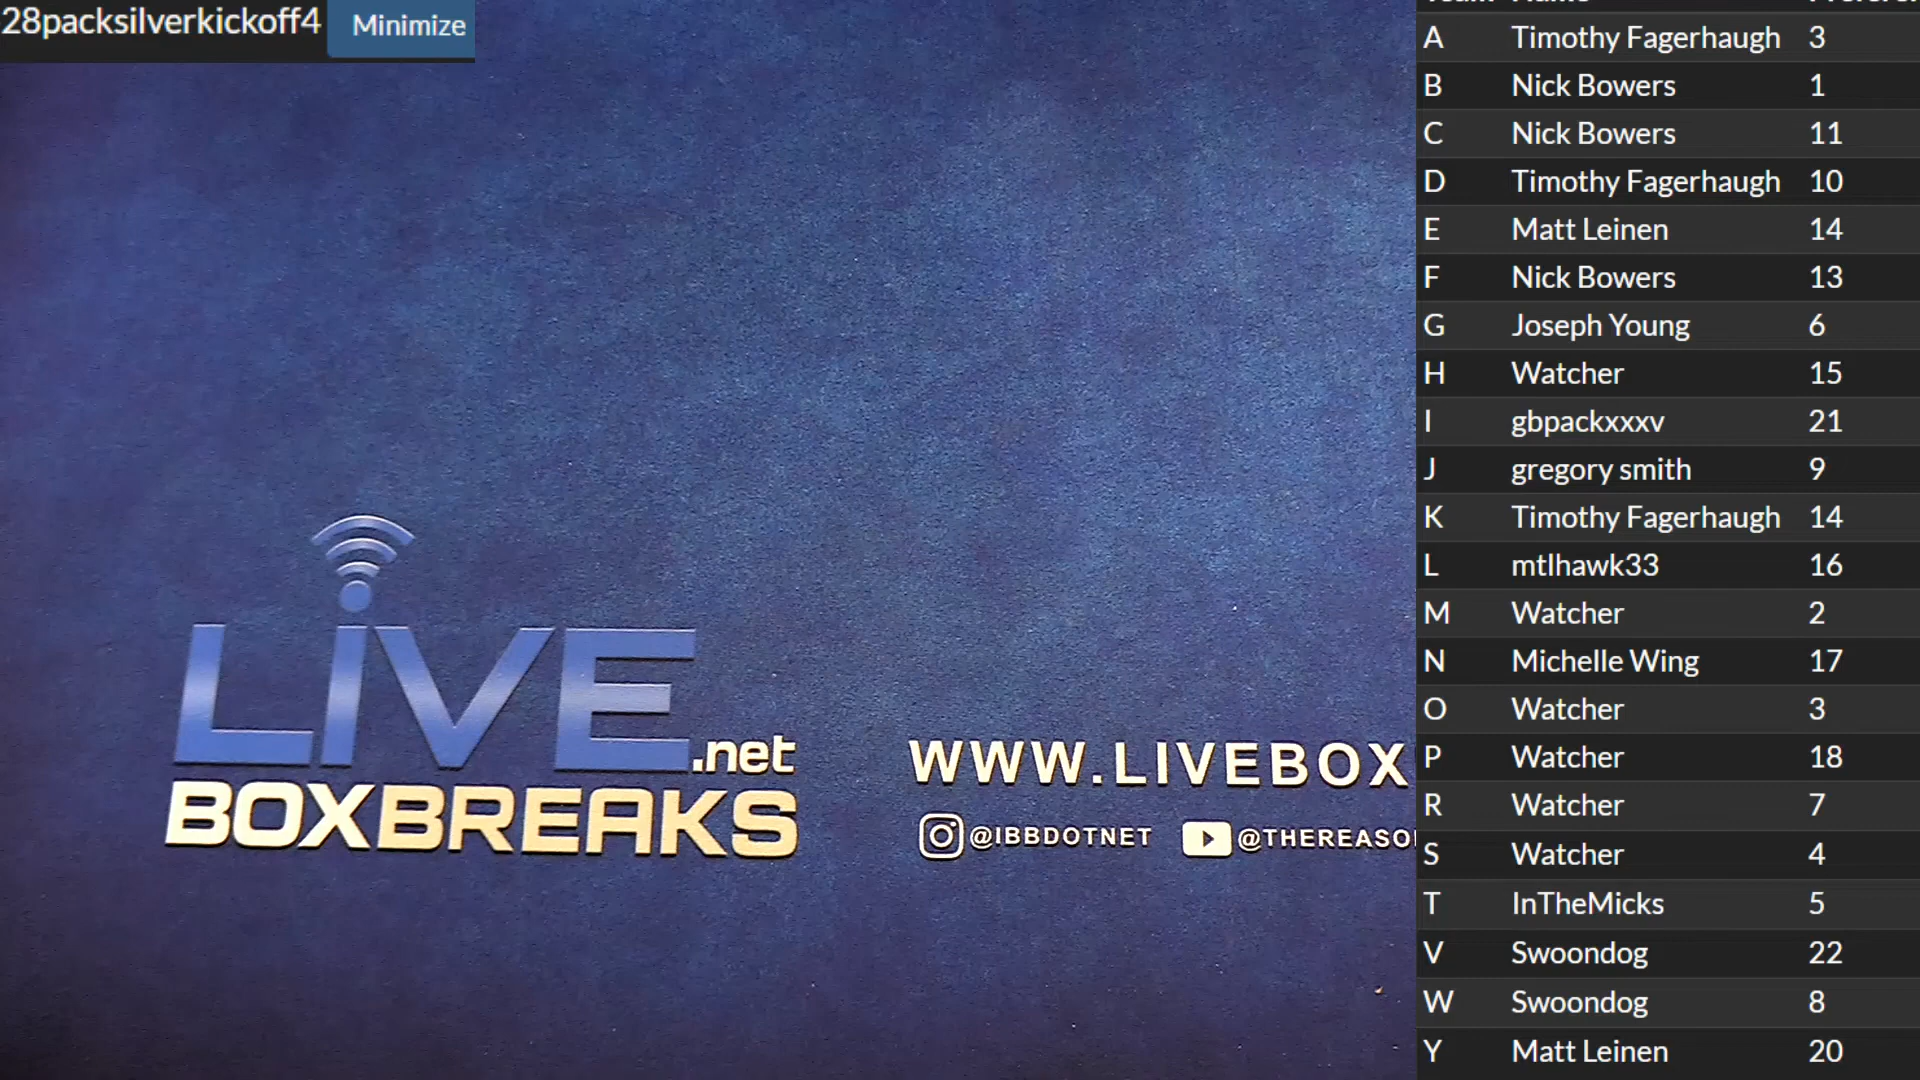 28packsilverkickoff4 Minimize
A Timothy Fagerhaugh 3
B Nick Bowers 1
C Nick Bowers 11
D Timothy Fagerhaugh 10
E Matt Leinen 14
F Nick Bowers 13
G Joseph Young 6
H Watcher 15
I gbpackxxxv 21
J gregory smith 9
K Timothy Fagerhaugh 14
L mtlhawk33 16
M Watcher 2
N Michelle Wing 17
O Watcher 3
P Watcher 18
R Watcher 7
S Watcher 4
T InTheMicks 5
V Swoondog 22
W Swoondog 8
Y Matt Leinen 20
LIVE.net
BOXBREAKS
WWW.LIVEBOX
@IBBDOTNET @THEREASO